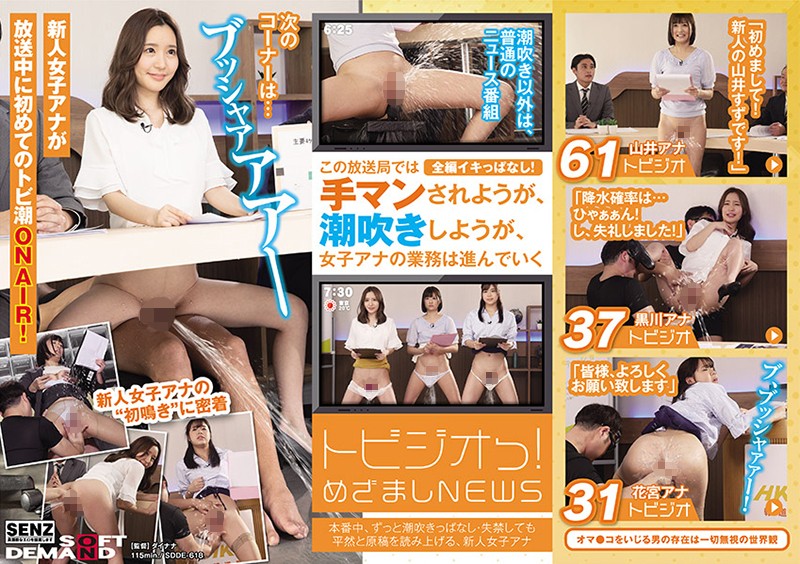 次の
コーナーは…
ブッシャァアアー
新人女子アナが
放送中に初めてのトビ潮ON AIR!
新人女子アナの
“初鳴き”に密着
SENZ
SOFT
ON
DEMAND
【監督】ダイナナ
115min./ SDDE-618
6:25
潮吹き以外は、
普通の
ニュース番組
この放送局では
全編イキっぱなし!
手マンされようが、
潮吹きしようが、
女子アナの業務は進んでいく
7:30
東京
トビジオっ!
めざましNEWS
本番中、ずっと潮吹きっぱなし・失禁しても
平然と原稿を読み上げる、新人女子アナ
「初めまして!
新人の山井すずです!」
61
山井アナ
トビジオ
「降水確率は…
ひゃぁぁん!
し、失礼しました!」
37
黒川アナ
トビジオ
「皆様、よろしく
お願い致します」
ブ、ブッシャァアー!
31
花宮アナ
トビジオ
オマ●コをいじる男の存在は一切無視の世界観